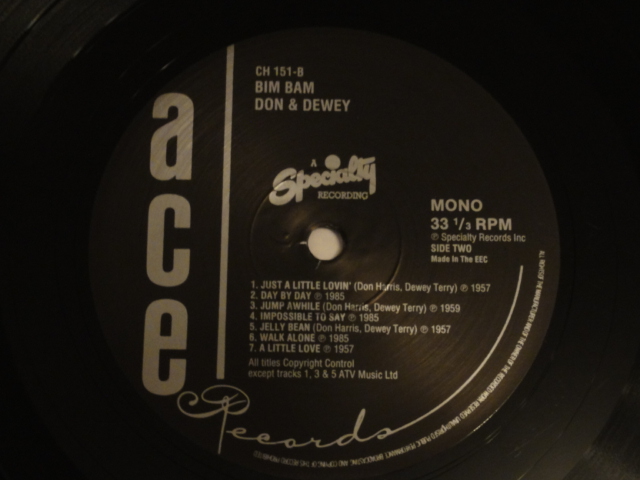 CH 151-B
BIM BAM
DON & DEWEY
ace
Records
A
Specialty
RECORDING
MONO
33 1/3 RPM
℗ Specialty Records Inc
SIDE TWO
Made In The EEC
1. JUST A LITTLE LOVIN' (Don Harris, Dewey Terry) ℗ 1957
2. DAY BY DAY ℗ 1985
3. JUMP AWHILE (Don Harris, Dewey Terry) ℗ 1959
4. IMPOSSIBLE TO SAY ℗ 1985
5. JELLY BEAN (Don Harris, Dewey Terry) ℗ 1957
6. WALK ALONE ℗ 1985
7. A LITTLE LOVE ℗ 1957
All titles Copyright Control
except tracks 1, 3 & 5 ATV Music Ltd